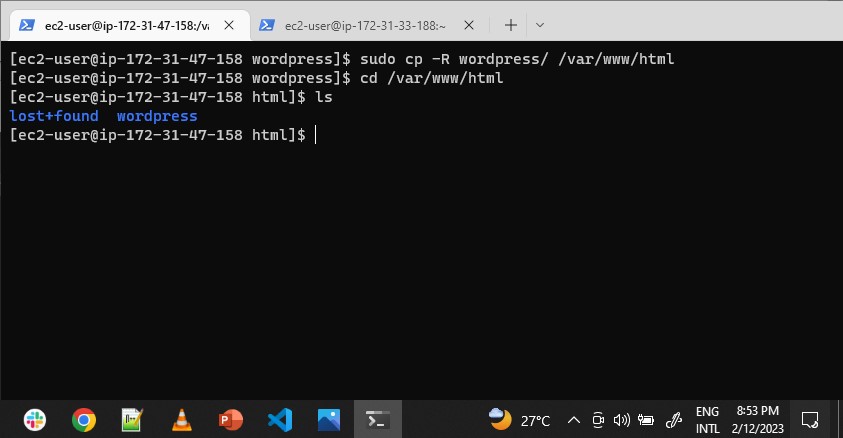 ec2-user@ip-172-31-47-158:/va
ec2-user@ip-172-31-33-188:~
[ec2-user@ip-172-31-47-158 wordpress]$ sudo cp -R wordpress/ /var/www/html
[ec2-user@ip-172-31-47-158 wordpress]$ cd /var/www/html
[ec2-user@ip-172-31-47-158 html]$ ls
lost+found  wordpress
[ec2-user@ip-172-31-47-158 html]$
27°C
ENG
INTL
8:53 PM
2/12/2023